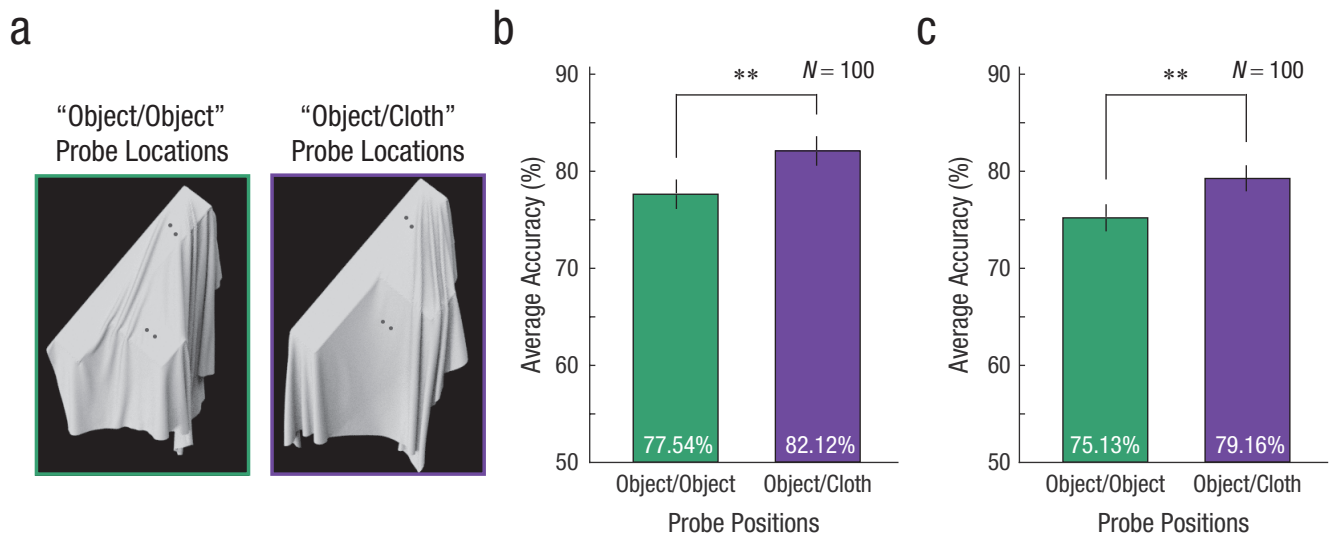 a
“Object/Object”
Probe Locations
“Object/Cloth”
Probe Locations
b
Average Accuracy (%)
90
80
70
60
50
**
N = 100
77.54%
82.12%
Object/Object
Object/Cloth
Probe Positions
c
Average Accuracy (%)
90
80
70
60
50
**
N = 100
75.13%
79.16%
Object/Object
Object/Cloth
Probe Positions